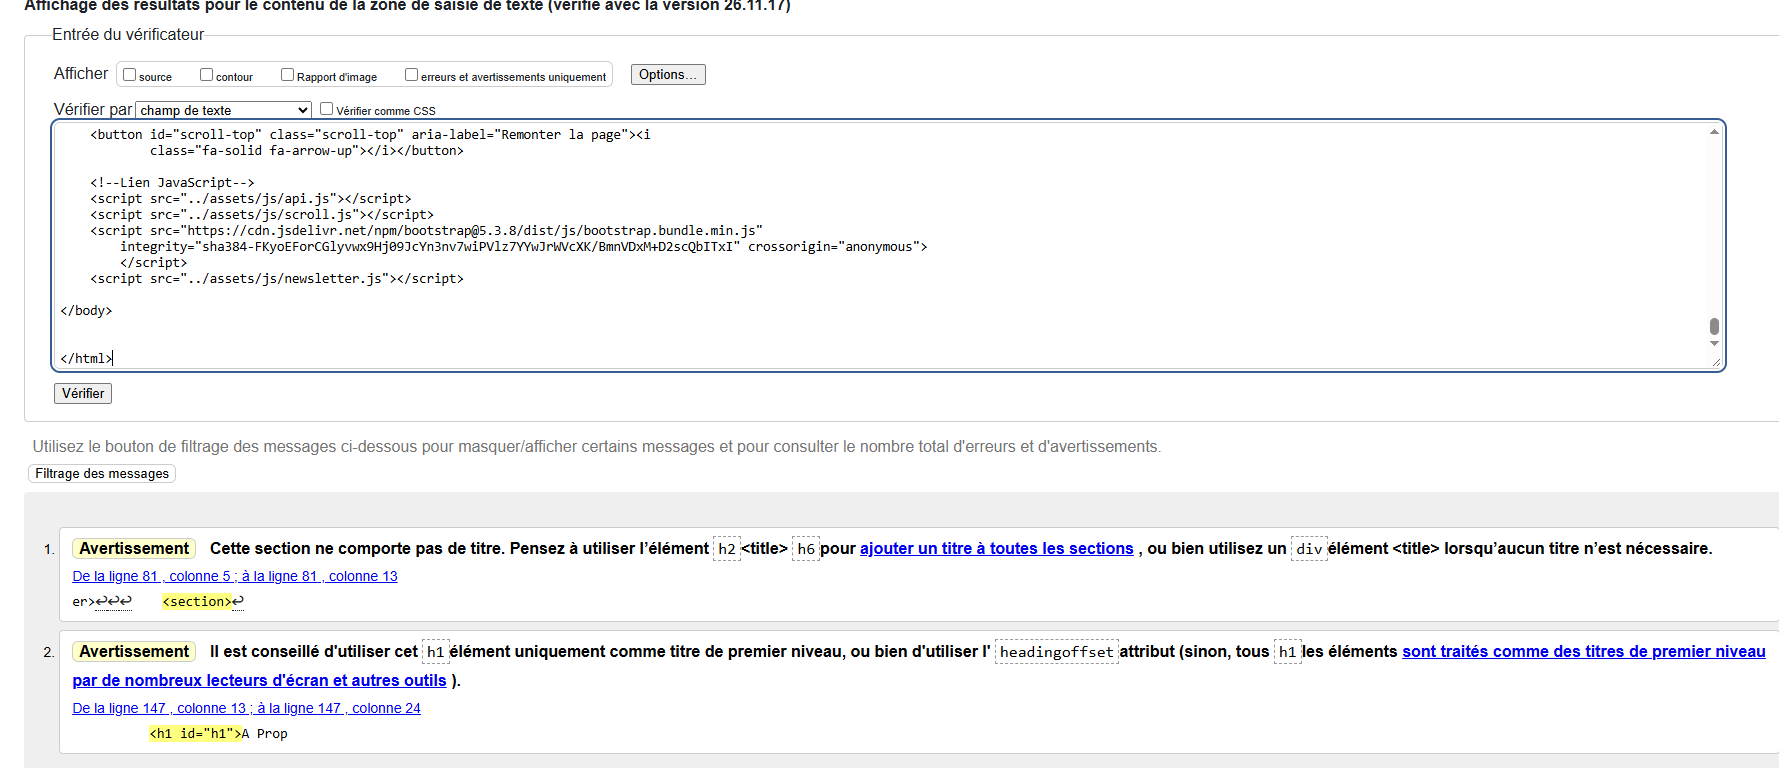 Affichage des résultats pour le contenu de la zone de saisie de texte (vérifié avec la version 26.11.17)
Entrée du vérificateur
Afficher source contour Rapport d'image erreurs et avertissements uniquement Options...
Vérifier par champ de texte Vérifier comme CSS
<button id="scroll-top" class="scroll-top" aria-label="Remonter la page"><i
class="fa-solid fa-arrow-up"></i></button>
<!--Lien JavaScript-->
<script src="../assets/js/api.js"></script>
<script src="../assets/js/scroll.js"></script>
<script src="https://cdn.jsdelivr.net/npm/bootstrap@5.3.8/dist/js/bootstrap.bundle.min.js"
integrity="sha384-FKyoEForCGlyvwx9Hj09JcYn3nv7wiPVlz7YYwJrWVcXK/BmnVDxM+D2scQbITxI" crossorigin="anonymous">
</script>
<script src="../assets/js/newsletter.js"></script>
</body>
</html>
Vérifier
Utilisez le bouton de filtrage des messages ci-dessous pour masquer/afficher certains messages et pour consulter le nombre total d'erreurs et d'avertissements.
Filtrage des messages
1. Avertissement Cette section ne comporte pas de titre. Pensez à utiliser l’élément h2<title> h6pour ajouter un titre à toutes les sections , ou bien utilisez un divélément <title> lorsqu’aucun titre n’est nécessaire.
De la ligne 81 , colonne 5 ; à la ligne 81 , colonne 13
er>↩↩↩ <section>↩
2. Avertissement Il est conseillé d'utiliser cet h1élément uniquement comme titre de premier niveau, ou bien d'utiliser l' headingoffsetattribut (sinon, tous h1les éléments sont traités comme des titres de premier niveau
par de nombreux lecteurs d'écran et autres outils ).
De la ligne 147 , colonne 13 ; à la ligne 147 , colonne 24
<h1 id="h1">A Prop